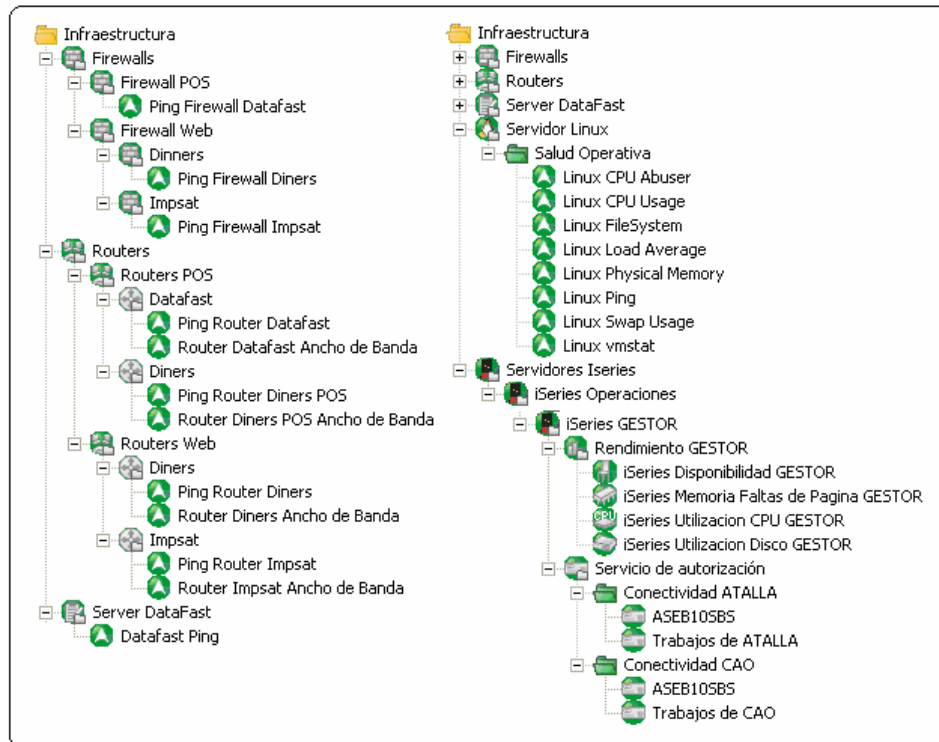 Infraestructura
Firewalls
Firewall POS
Ping Firewall Datafast
Firewall Web
Dinners
Ping Firewall Diners
Impsat
Ping Firewall Impsat
Routers
Routers POS
Datafast
Ping Router Datafast
Router Datafast Ancho de Banda
Diners
Ping Router Diners POS
Router Diners POS Ancho de Banda
Routers Web
Diners
Ping Router Diners
Router Diners Ancho de Banda
Impsat
Ping Router Impsat
Router Impsat Ancho de Banda
Server DataFast
Datafast Ping
Infraestructura
Firewalls
Routers
Server DataFast
Servidor Linux
Salud Operativa
Linux CPU Abuser
Linux CPU Usage
Linux FileSystem
Linux Load Average
Linux Physical Memory
Linux Ping
Linux Swap Usage
Linux vmstat
Servidores Iseries
iSeries Operaciones
iSeries GESTOR
Rendimiento GESTOR
iSeries Disponibilidad GESTOR
iSeries Memoria Faltas de Pagina GESTOR
CPU iSeries Utilizacion CPU GESTOR
iSeries Utilizacion Disco GESTOR
Servicio de autorización
Conectividad ATALLA
ASEB10SBS
Trabajos de ATALLA
Conectividad CAO
ASEB10SBS
Trabajos de CAO